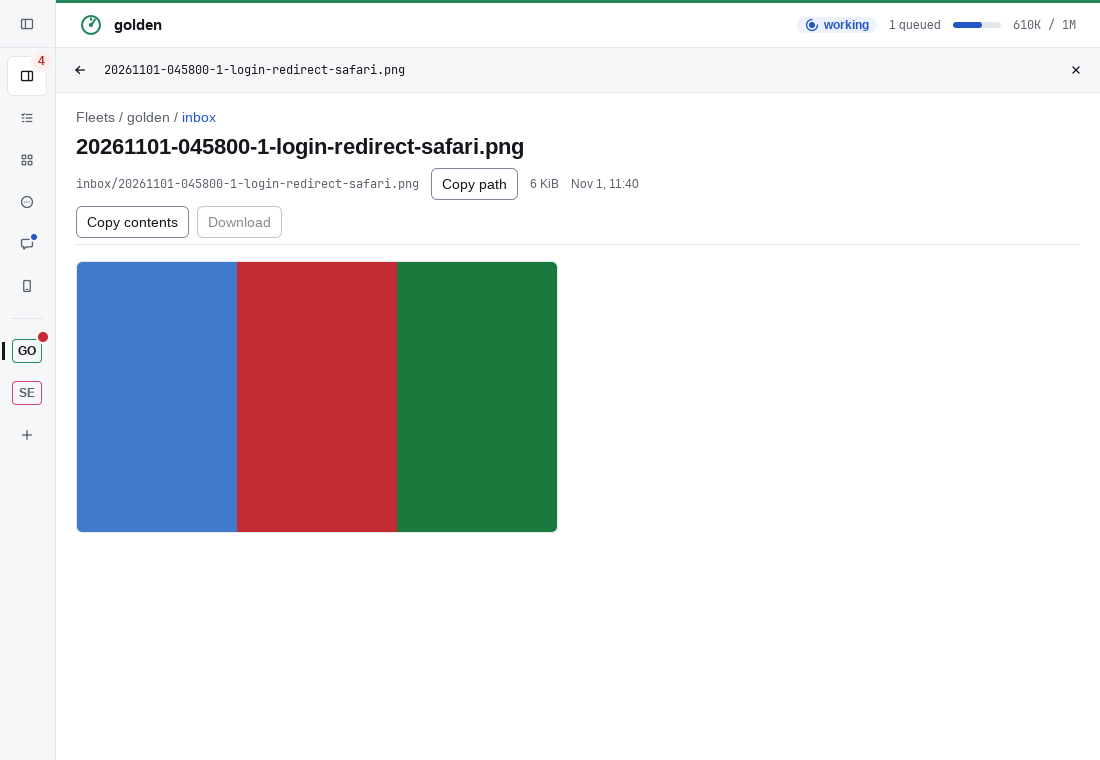 golden
working
1 queued
610K / 1M
4
20261101-045800-1-login-redirect-safari.png
Fleets / golden / inbox
20261101-045800-1-login-redirect-safari.png
inbox/20261101-045800-1-login-redirect-safari.png
Copy path
6 KiB
Nov 1, 11:40
Copy contents
Download
GO
SE